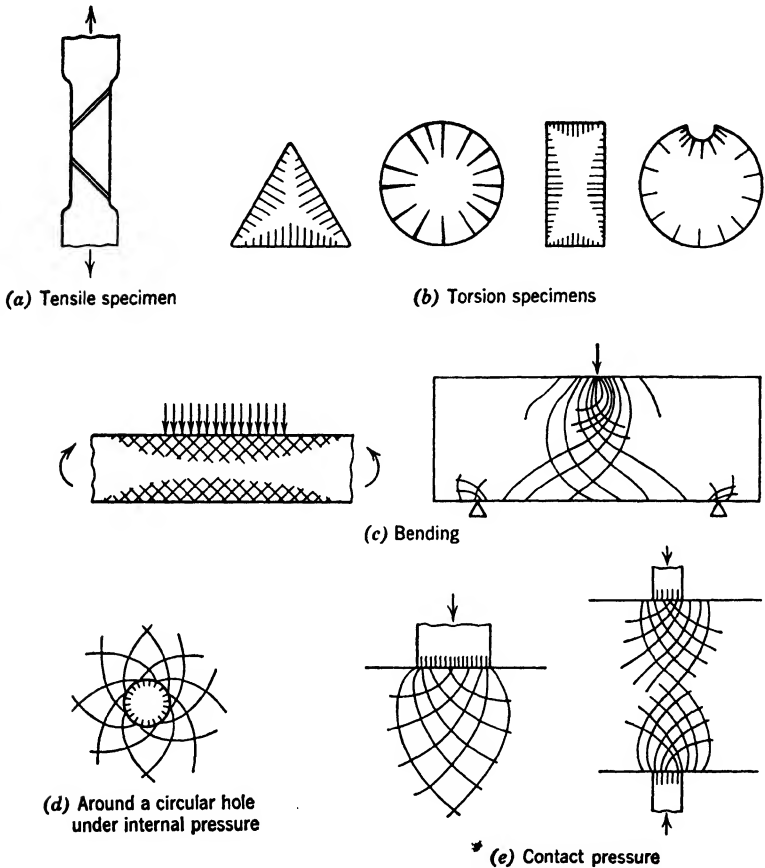 (a) Tensile specimen
(b) Torsion specimens
(c) Bending
(d) Around a circular hole
under internal pressure
(e) Contact pressure